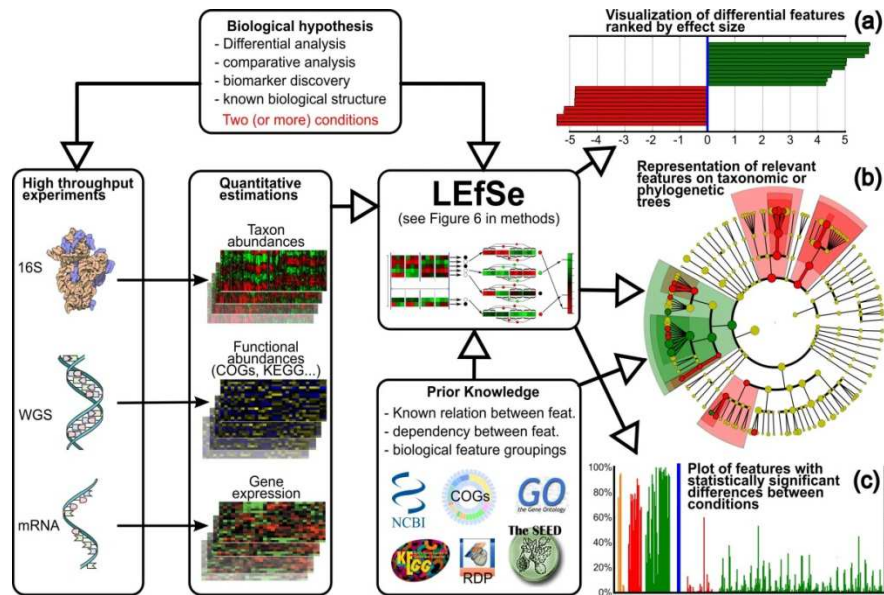 Biological hypothesis
- Differential analysis
- comparative analysis
- biomarker discovery
- known biological structure
Two (or more) conditions
Visualization of differential features
ranked by effect size
(a)
-5 -4 -3 -2 -1 0 1 2 3 4 5
High throughput
experiments
16S
WGS
mRNA
Quantitative
estimations
Taxon
abundances
Functional
abundances
(COGs, KEGG...)
Gene
expression
LEfSe
(see Figure 6 in methods)
Prior Knowledge
- Known relation between feat.
- dependency between feat.
- biological feature groupings
NCBI
COGs
GO
the Gene Ontology
KEGG
RDP
The SEED
Representation of relevant
features on taxonomic or
phylogenetic
trees
(b)
Plot of features with
statistically significant
differences between
conditions
(c)
100%
80%
60%
40%
20%
0%